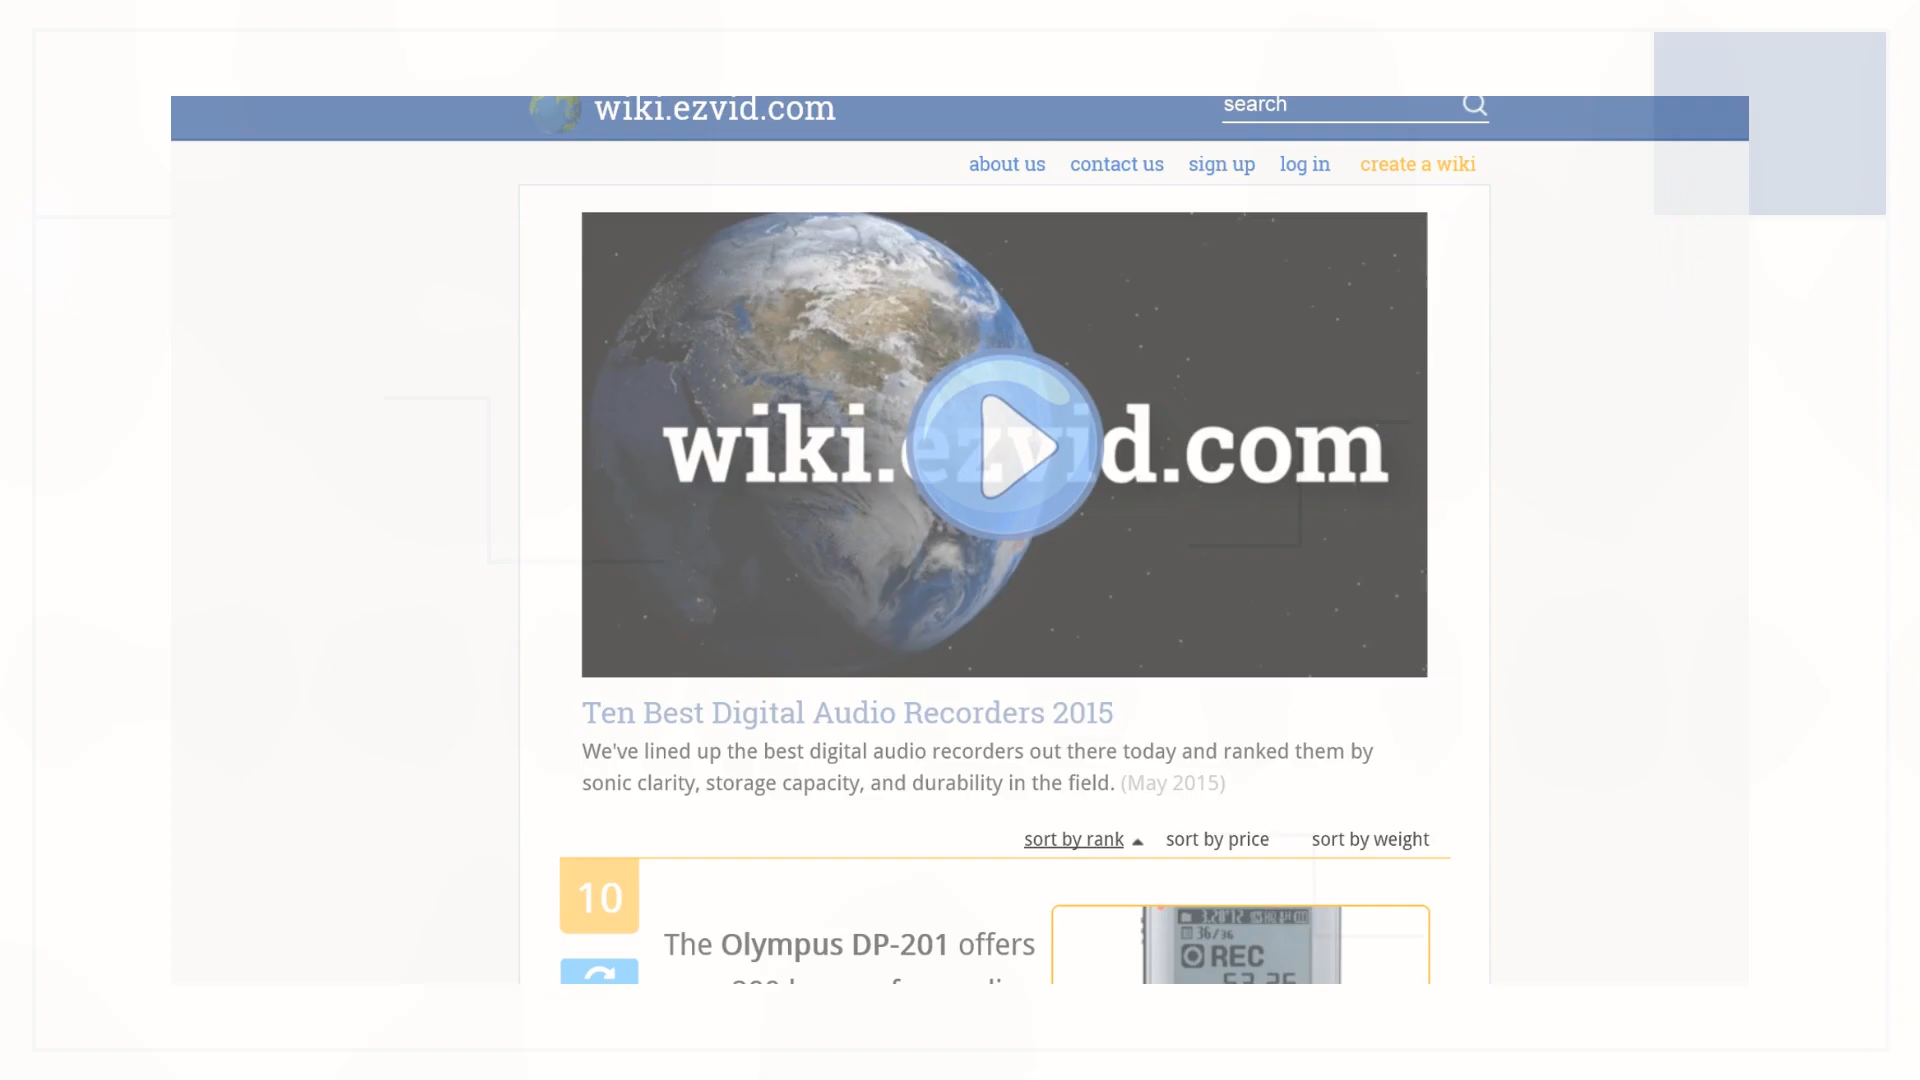 wiki.ezvid.com
search
about us contact us sign up log in create a wiki
wiki.ezvid.com
Ten Best Digital Audio Recorders 2015
We've lined up the best digital audio recorders out there today and ranked them by
sonic clarity, storage capacity, and durability in the field. (May 2015)
sort by rank sort by price sort by weight
10
The Olympus DP-201 offers
36/36
REC